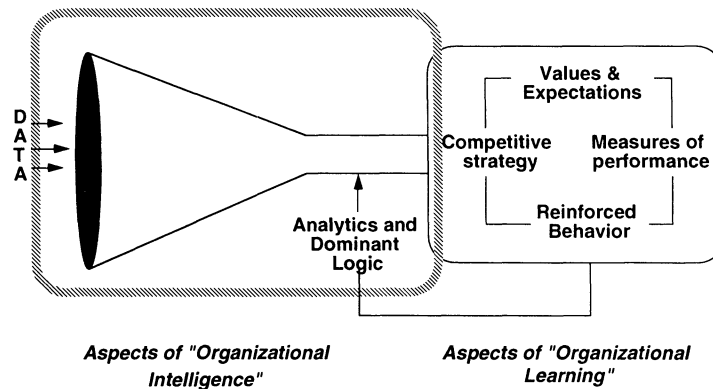 DATA
Values &
Expectations
Competitive
strategy
Measures of
performance
Reinforced
Behavior
Analytics and
Dominant
Logic
Aspects of "Organizational
Intelligence"
Aspects of "Organizational
Learning"